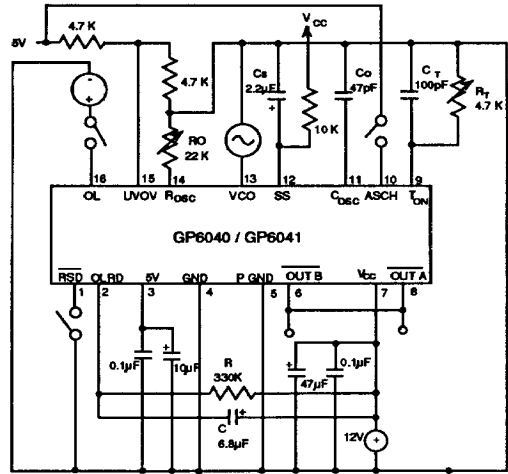 V CC
5V
4.7 K
4.7 K
RO
22 K
Cs
2.2µF
+
10 K
Co
47pF
C T
100pF
RT
4.7 K
+
16
15
14
13
12
11
10
9
OL
UVOV
ROSC
VCO
SS
COSC
ASCH
TON
GP6040 / GP6041
RSD
OLRD
5V
GND
P GND
OUT B
VCC
OUT A
1
2
3
4
5
6
7
8
0.1µF
+
10µF
R
330K
C
+
6.8µF
+
47µF
0.1µF
12V
+